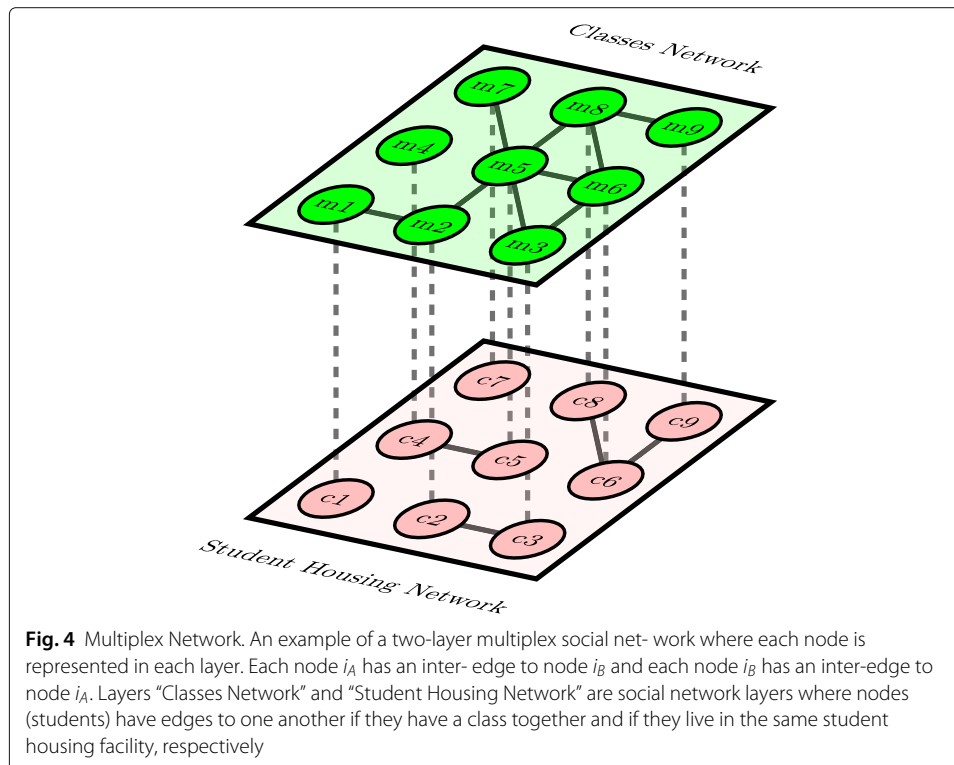 Classes Network
m7
m8
m9
m4
m5
m6
m1
m2
m3
c7
c8
c9
c4
c5
c6
c1
c2
c3
Student Housing Network
Fig. 4 Multiplex Network. An example of a two-layer multiplex social net- work where each node is
represented in each layer. Each node i_A has an inter- edge to node i_B and each node i_B has an inter-edge to
node i_A. Layers “Classes Network” and “Student Housing Network” are social network layers where nodes
(students) have edges to one another if they have a class together and if they live in the same student
housing facility, respectively